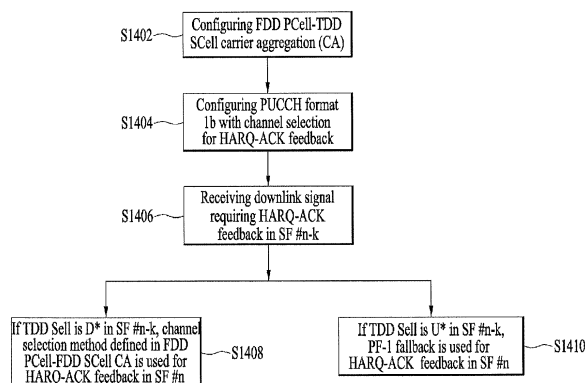 S1402
Configuring FDD PCell-TDD
SCell carrier aggregation (CA)
S1404
Configuring PUCCH format
1b with channel selection
for HARQ-ACK feedback
S1406
Receiving downlink signal
requiring HARQ-ACK
feedback in SF #n-k
If TDD Sell is D* in SF #n-k, channel
selection method defined in FDD
PCell-FDD SCell CA is used for
HARQ-ACK feedback in SF #n
S1408
If TDD Sell is U* in SF #n-k,
PF-1 fallback is used for
HARQ-HACK feedback in SF #n
S1410